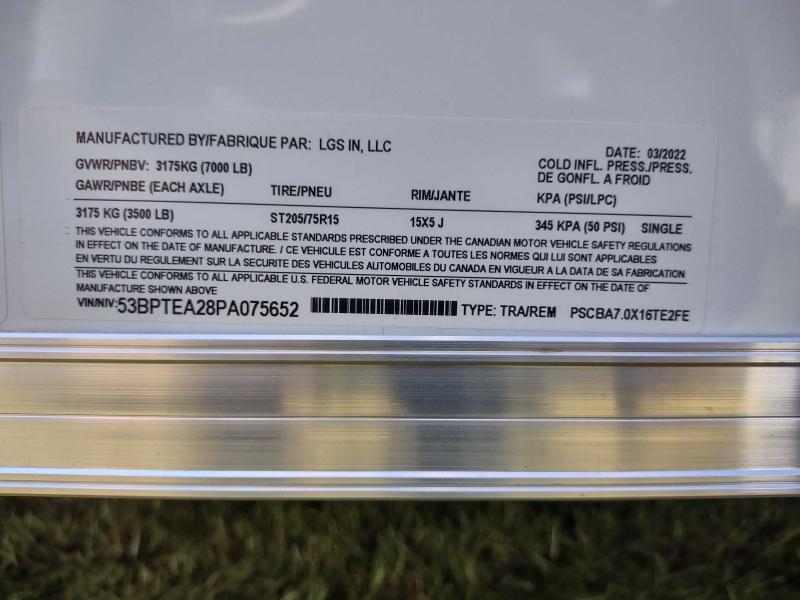 MANUFACTURED BY/FABRIQUE PAR: LGS IN, LLC
DATE: 03/2022
GVWR/PNBV: 3175KG (7000 LB)
COLD INFL. PRESS./PRESS.
DE GONFL. A FROID
GAWR/PNBE (EACH AXLE) TIRE/PNEU RIM/JANTE KPA (PSI/LPC)
3175 KG (3500 LB) ST205/75R15 15X5 J 345 KPA (50 PSI) SINGLE
THIS VEHICLE CONFORMS TO ALL APPLICABLE STANDARDS PRESCRIBED UNDER THE CANADIAN MOTOR VEHICLE SAFETY REGULATIONS
IN EFFECT ON THE DATE OF MANUFACTURE. / CE VEHICULE EST CONFORME A TOUTES LES NORMES QUI LUI SONT APPLICABLES
EN VERTU DU REGULEMENT SUR LA SECURITE DES VEHICULES AUTOMOBILES DU CANADA EN VIGUEUR A LA DATA DE SA FABRICATION
THIS VEHICLE CONFORMS TO ALL APPLICABLE U.S. FEDERAL MOTOR VEHICLE SAFETY STANDARDS IN EFFECT ON THE DATE OF
MANUFACTURE SHOWN ABOVE
VIN/NIV:53BPTEA28PA075652 TYPE: TRA/REM PSCBA7.0X16TE2FE